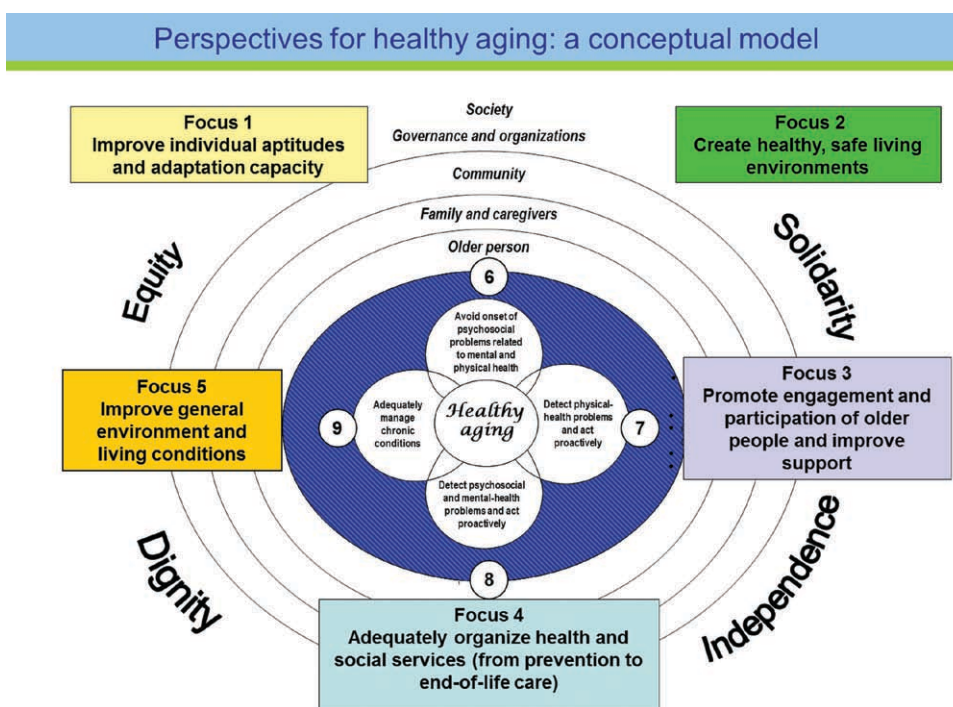 Perspectives for healthy aging: a conceptual model
Society
Governance and organizations
Community
Family and caregivers
Older person
Focus 1
Improve individual aptitudes
and adaptation capacity
Focus 2
Create healthy, safe living
environments
Equity
Solidarity
6
Avoid onset of
psychosocial
problems related
to mental and
physical health
Focus 5
Improve general
environment and
living conditions
9
Adequately
manage
chronic
conditions
Healthy
aging
Detect physical-
health problems
and act
proactively
7
Focus 3
Promote engagement and
participation of older
people and improve
support
Detect psychosocial
and mental-health
problems and act
proactively
8
Dignity
Independence
Focus 4
Adequately organize health and
social services (from prevention to
end-of-life care)